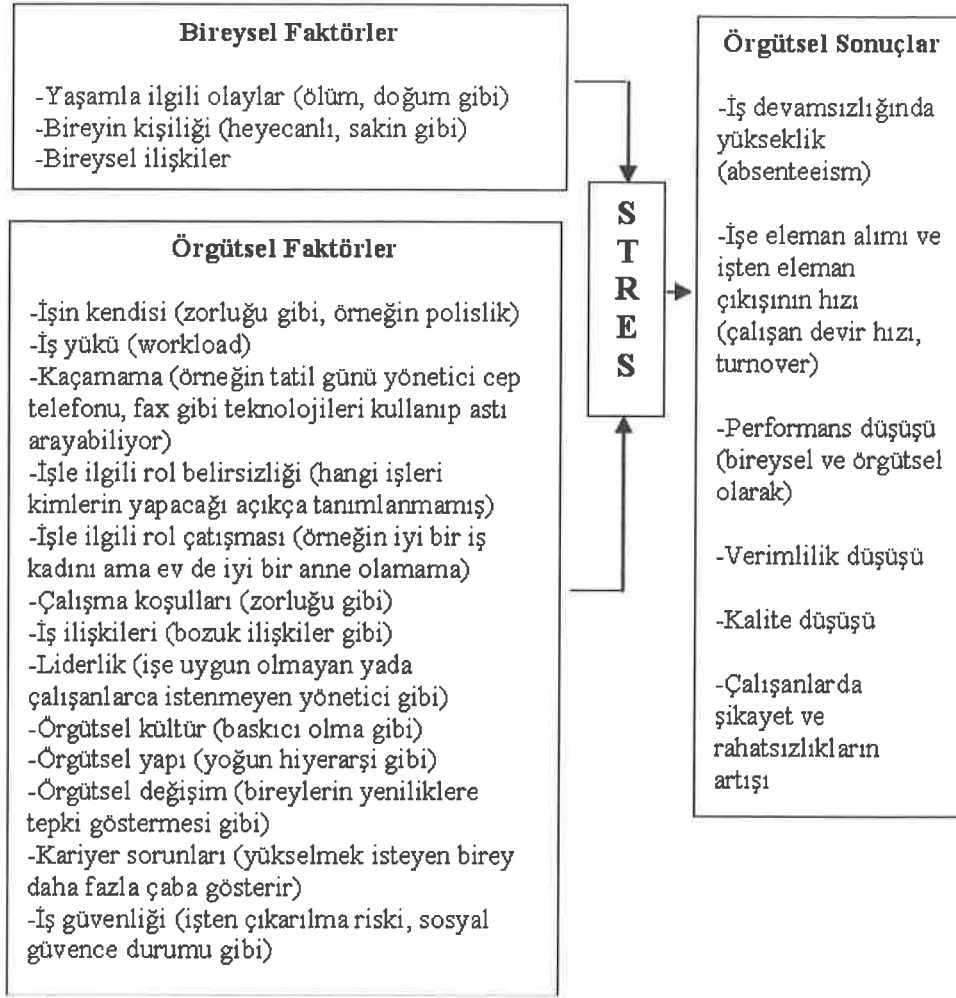 Bireysel Faktörler
-Yaşamla ilgili olaylar (ölüm, doğum gibi)
-Bireyin kişiliği (heyecanlı, sakin gibi)
-Bireysel ilişkiler
Örgütsel Faktörler
-İşin kendisi (zorluğu gibi, örneğin polislik)
-İş yükü (workload)
-Kaçamama (örneğin tatil günü yönetici cep
telefonu, fax gibi teknolojileri kullanıp astı
arayabiliyor)
-İşle ilgili rol belirsizliği (hangi işleri
kimlerin yapacağı açıkça tanımlanmamış)
-İşle ilgili rol çatışması (örneğin iyi bir iş
kadını ama ev de iyi bir anne olamama)
-Çalışma koşulları (zorluğu gibi)
-İş ilişkileri (bozuk ilişkiler gibi)
-Liderlik (işe uygun olmayan yada
çalışanlarca istenmeyen yönetici gibi)
-Örgütsel kültür (baskıcı olma gibi)
-Örgütsel yapı (yoğun hiyerarşi gibi)
-Örgütsel değişim (bireylerin yeniliklere
tepki göstermesi gibi)
-Kariyer sorunları (yükselmek isteyen birey
daha fazla çaba gösterir)
-İş güvenliği (işten çıkarılma riski, sosyal
güvence durumu gibi)
S
T
R
E
S
Örgütsel Sonuçlar
-İş devamsızlığında
yükseklik
(absenteeism)
-İşe eleman alımı ve
işten eleman
çıkışının hızı
(çalışan devir hızı,
turnover)
-Performans düşüşü
(bireysel ve örgütsel
olarak)
-Verimlilik düşüşü
-Kalite düşüşü
-Çalışanlarda
şikayet ve
rahatsızlıkların
artışı